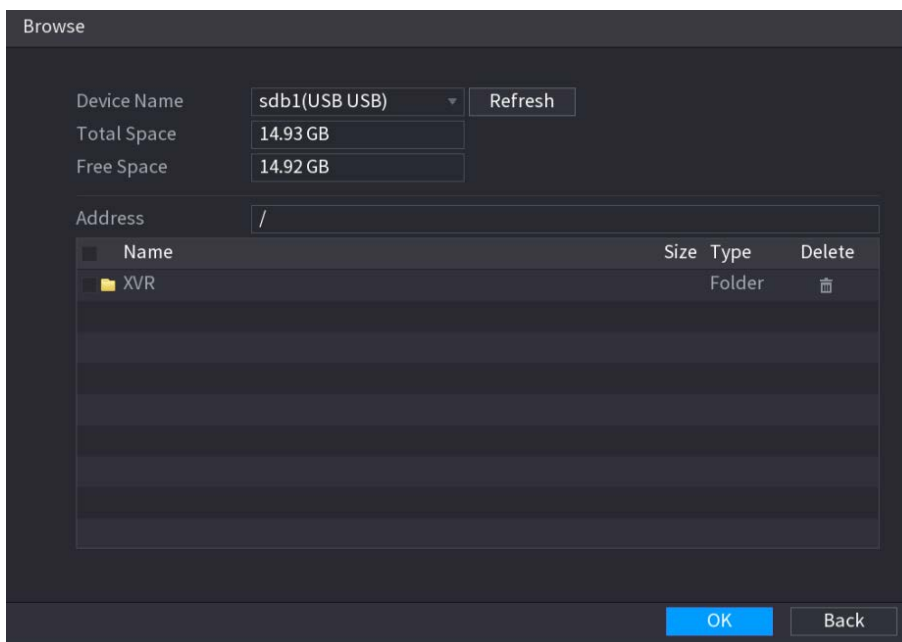 Browse
Device Name sdb1(USB USB) Refresh
Total Space 14.93 GB
Free Space 14.92 GB
Address /
Name Size Type Delete
XVR Folder
OK Back